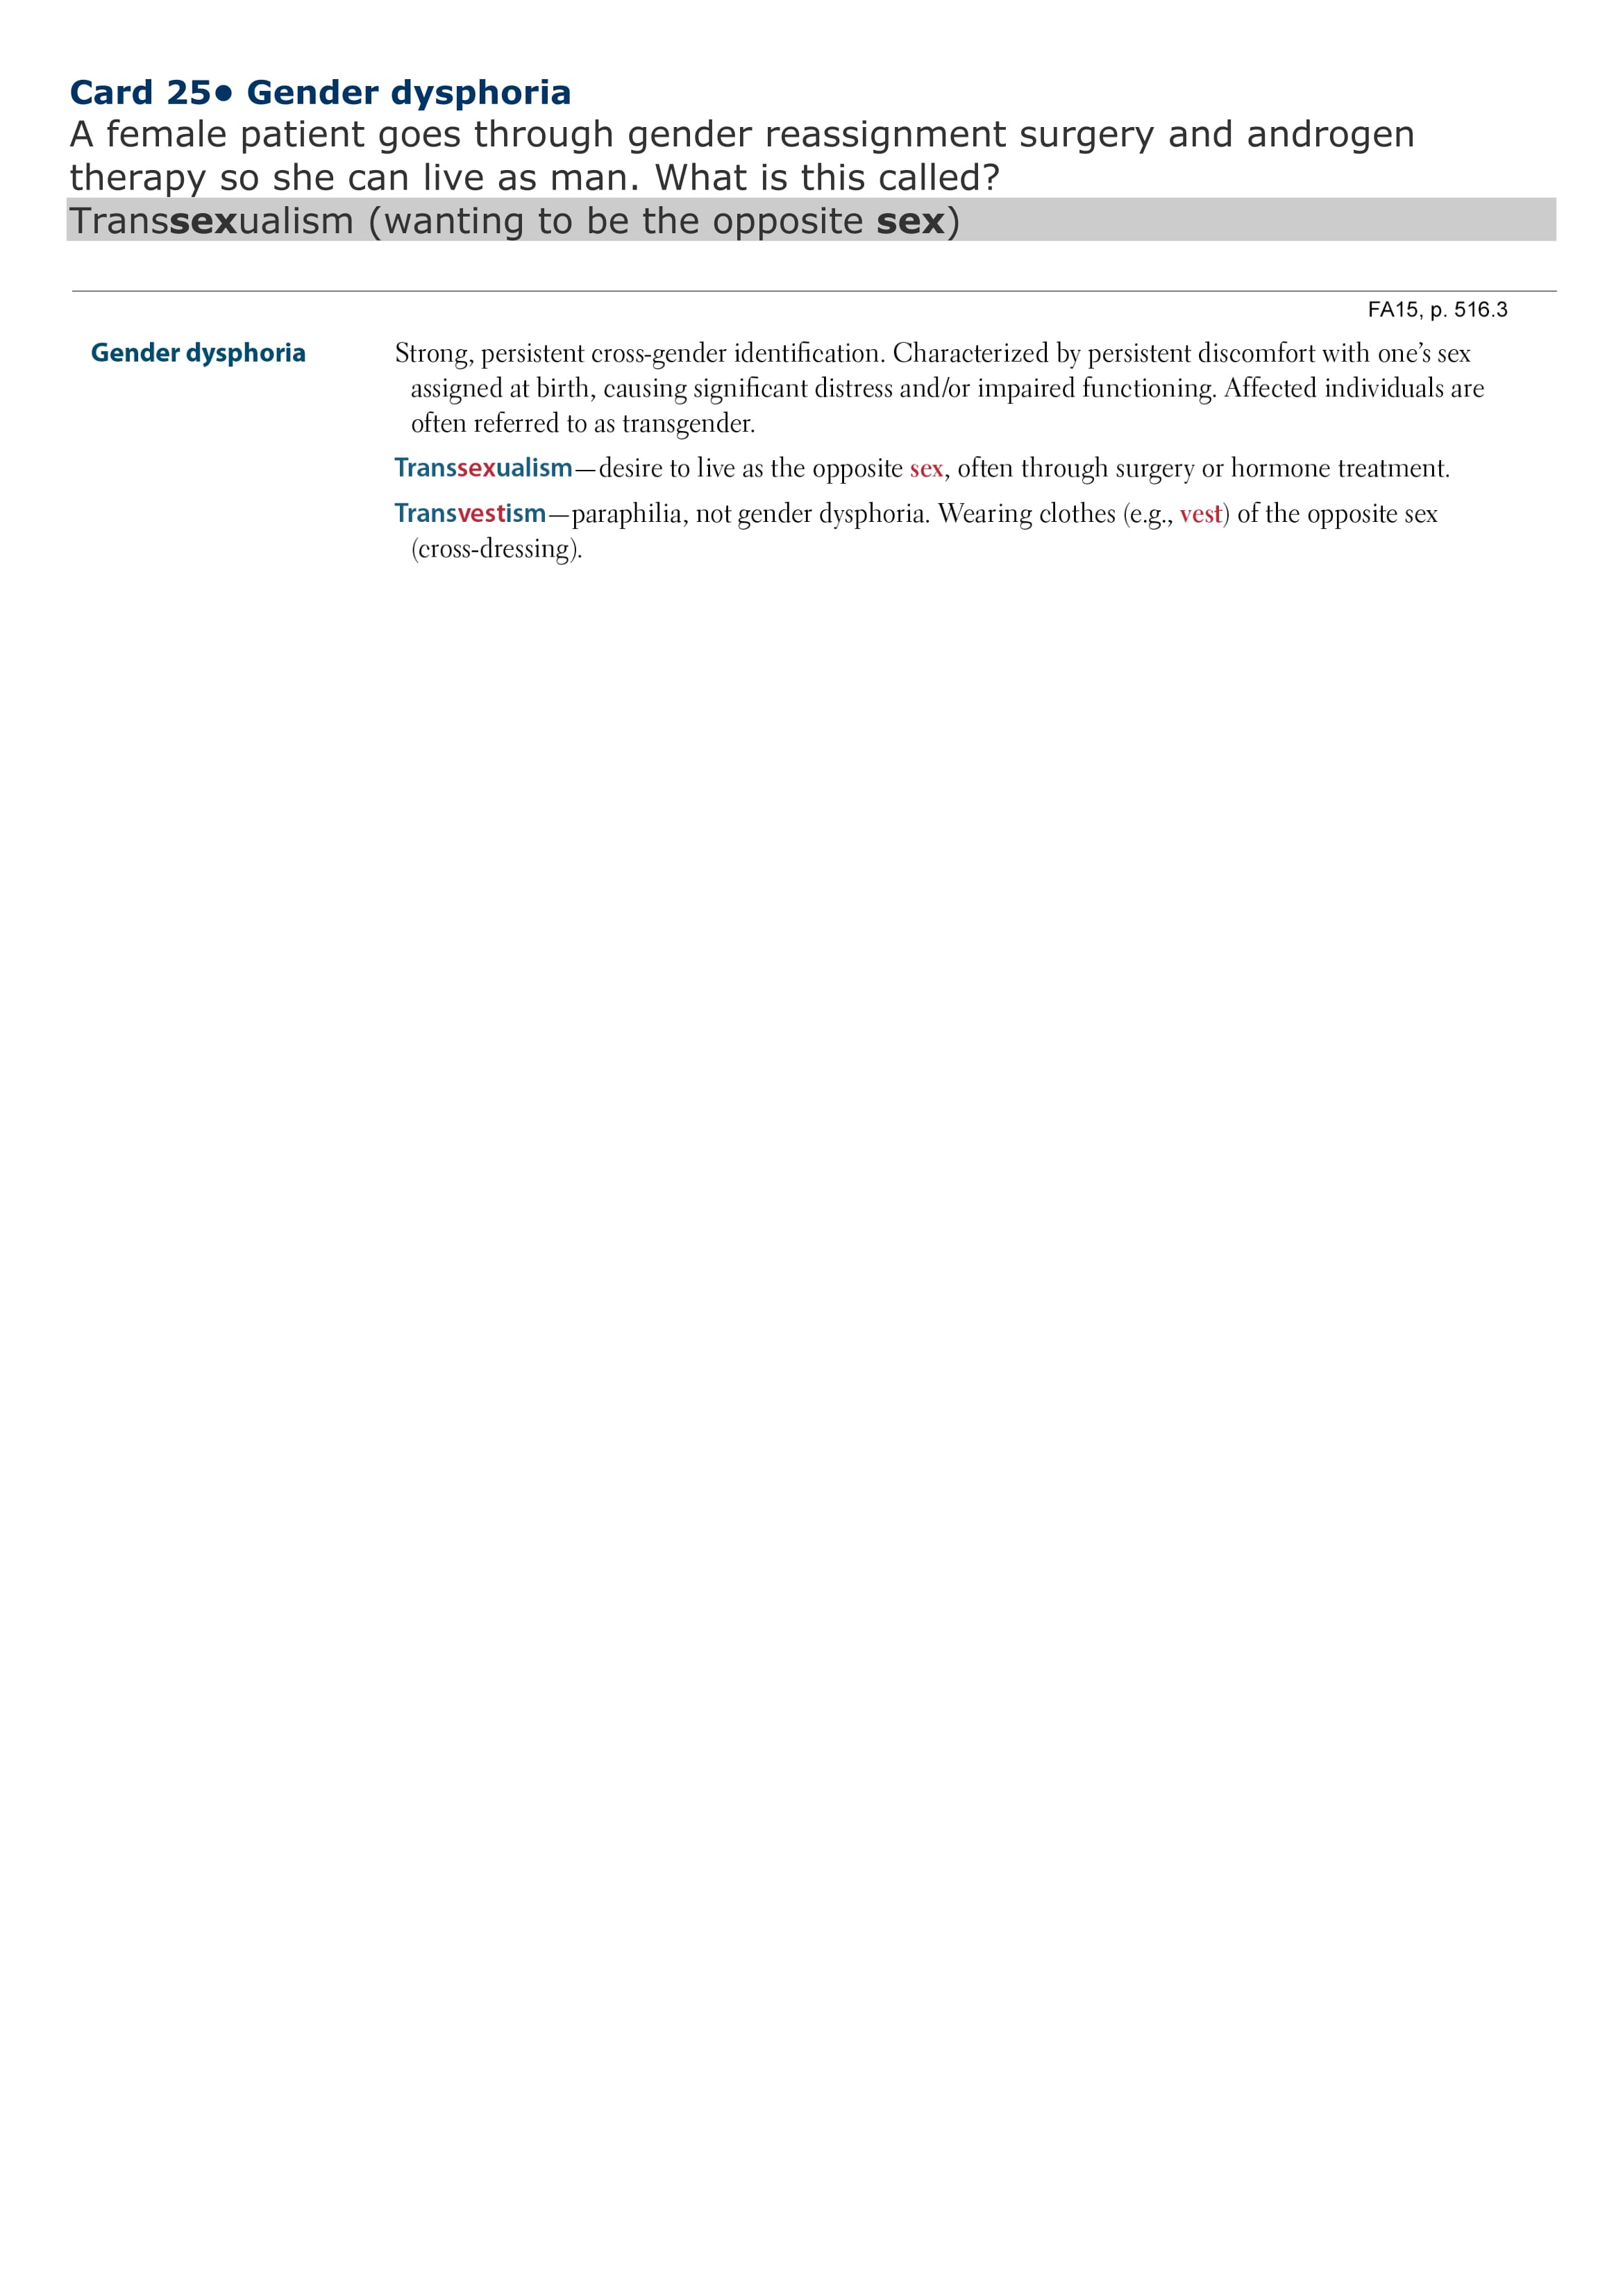 Card 25• Gender dysphoria
A female patient goes through gender reassignment surgery and androgen
therapy so she can live as man. What is this called?
Transsexualism (wanting to be the opposite sex)
FA15, p. 516.3
Gender dysphoria Strong, persistent cross-gender identification. Characterized by persistent discomfort with one’s sex
assigned at birth, causing significant distress and/or impaired functioning. Affected individuals are
often referred to as transgender.
Transsexualism—desire to live as the opposite sex, often through surgery or hormone treatment.
Transvestism—paraphilia, not gender dysphoria. Wearing clothes (e.g., vest) of the opposite sex
(cross-dressing).